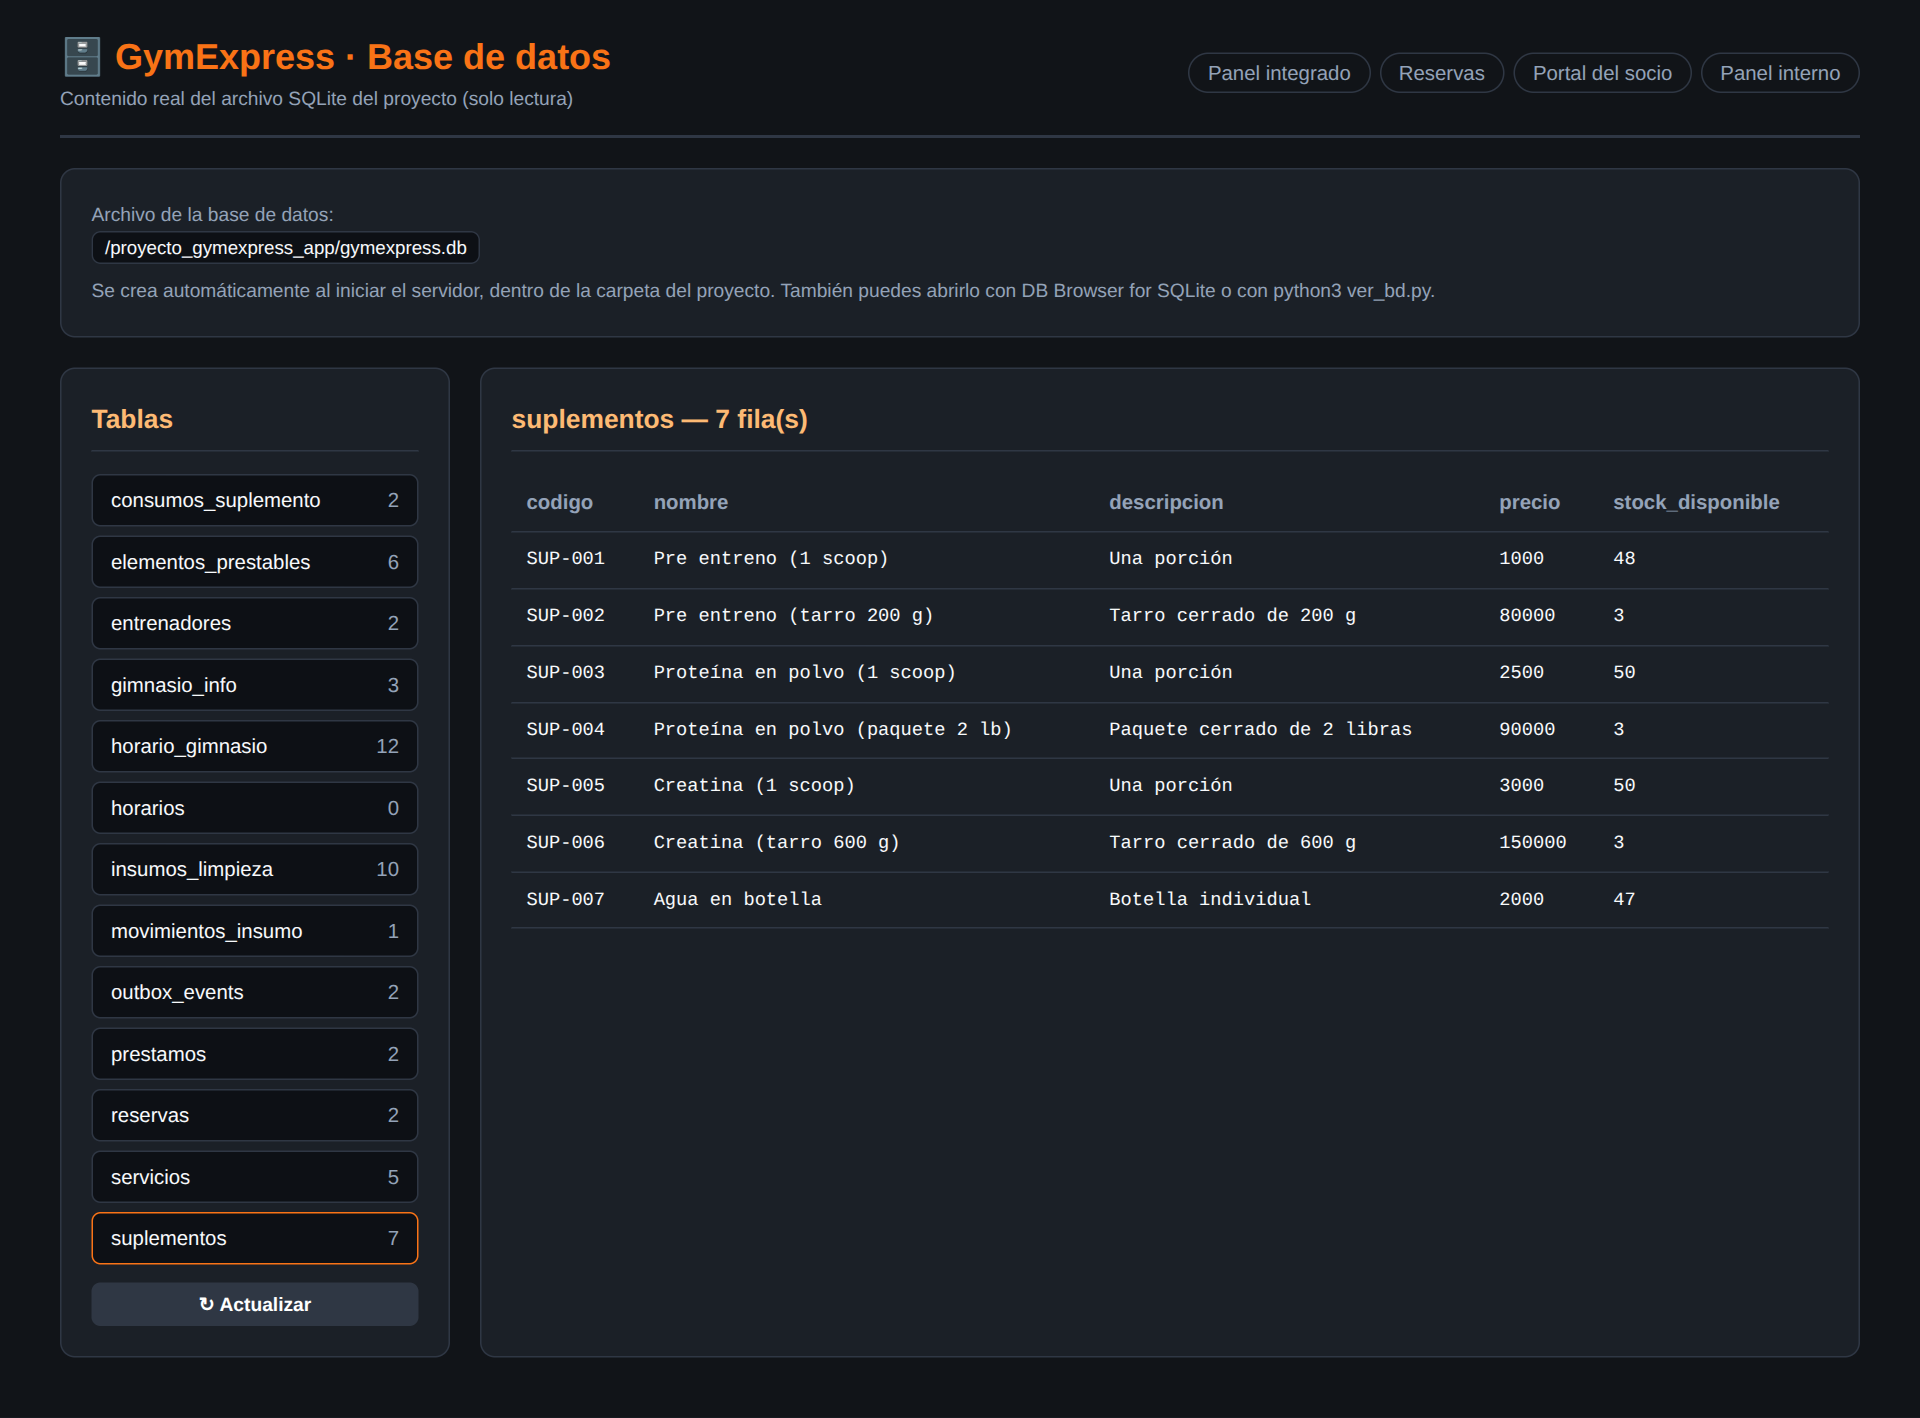 GymExpress · Base de datos
Contenido real del archivo SQLite del proyecto (solo lectura)
Panel integrado Reservas Portal del socio Panel interno
Archivo de la base de datos:
/proyecto_gymexpress_app/gymexpress.db
Se crea automáticamente al iniciar el servidor, dentro de la carpeta del proyecto. También puedes abrirlo con DB Browser for SQLite o con python3 ver_bd.py.
Tablas
consumos_suplemento 2
elementos_prestables 6
entrenadores 2
gimnasio_info 3
horario_gimnasio 12
horarios 0
insumos_limpieza 10
movimientos_insumo 1
outbox_events 2
prestamos 2
reservas 2
servicios 5
suplementos 7
↻ Actualizar
suplementos — 7 fila(s)
codigo nombre descripcion precio stock_disponible
SUP-001 Pre entreno (1 scoop) Una porción 1000 48
SUP-002 Pre entreno (tarro 200 g) Tarro cerrado de 200 g 80000 3
SUP-003 Proteína en polvo (1 scoop) Una porción 2500 50
SUP-004 Proteína en polvo (paquete 2 lb) Paquete cerrado de 2 libras 90000 3
SUP-005 Creatina (1 scoop) Una porción 3000 50
SUP-006 Creatina (tarro 600 g) Tarro cerrado de 600 g 150000 3
SUP-007 Agua en botella Botella individual 2000 47